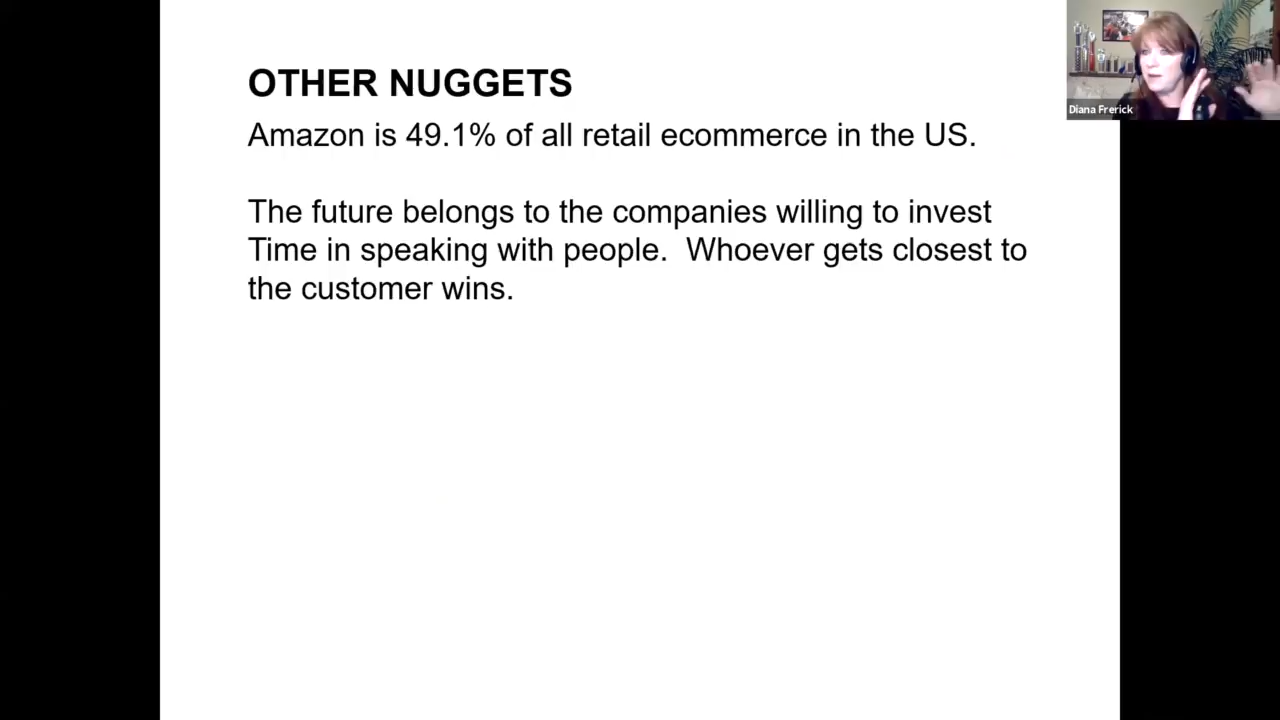 OTHER NUGGETS
Amazon is 49.1% of all retail ecommerce in the US.
The future belongs to the companies willing to invest
Time in speaking with people.  Whoever gets closest to
the customer wins.
Diana Frerick